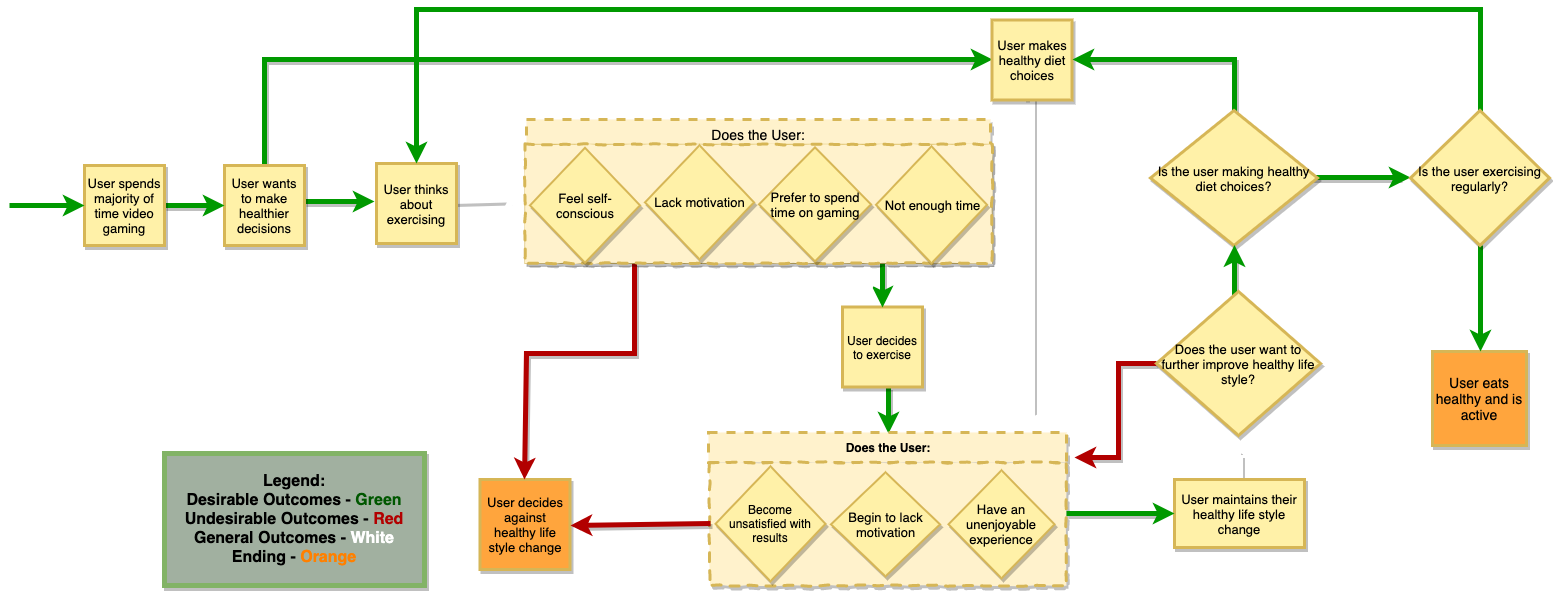 User makes
healthy diet
choices
Does the User:
User spends
majority of
time video
gaming
User wants
to make
healthier
decisions
User thinks
about
exercising
Feel self-
conscious
Lack motivation
Prefer to spend
time on gaming
Not enough time
Is the user making healthy
diet choices?
Is the user exercising
regularly?
User decides
to exercise
Does the user want to
further improve healthy life
style?
User eats
healthy and is
active
Does the User:
Legend:
Desirable Outcomes - Green
Undesirable Outcomes - Red
General Outcomes - White
Ending - Orange
User decides
against
healthy life
style change
Become
unsatisfied with
results
Begin to lack
motivation
Have an
unenjoyable
experience
User maintains their
healthy life style
change